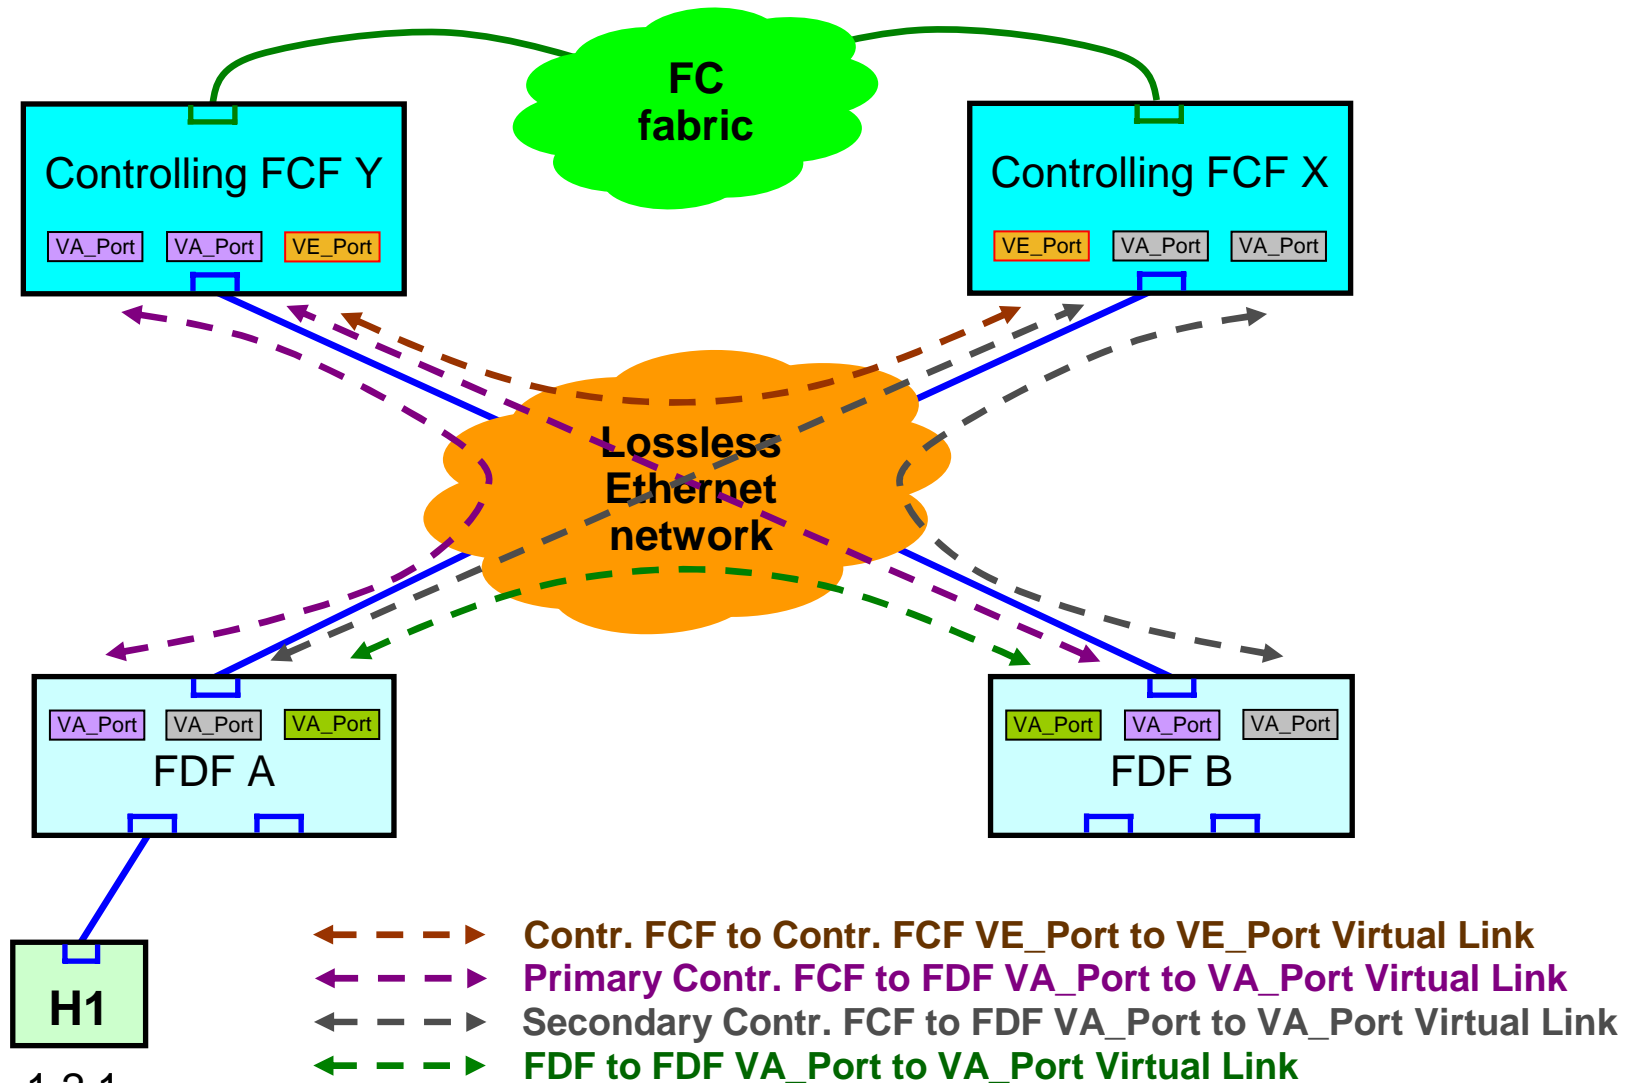 FC
fabric
Controlling FCF Y
Controlling FCF X
VA_Port VA_Port VE_Port
VE_Port VA_Port VA_Port
Lossless
Ethernet
network
VA_Port VA_Port VA_Port
FDF A
VA_Port VA_Port VA_Port
FDF B
H1
Contr. FCF to Contr. FCF VE_Port to VE_Port Virtual Link
Primary Contr. FCF to FDF VA_Port to VA_Port Virtual Link
Secondary Contr. FCF to FDF VA_Port to VA_Port Virtual Link
FDF to FDF VA_Port to VA_Port Virtual Link